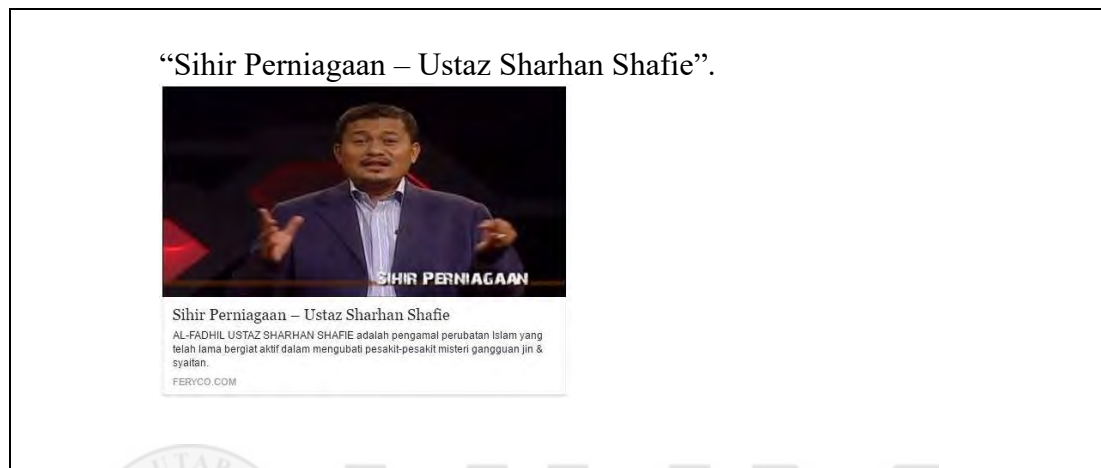 “Sihir Perniagaan – Ustaz Sharhan Shafie”.
SIHIR PERNIAGAAN
Sihir Perniagaan – Ustaz Sharhan Shafie
AL-FADHIL USTAZ SHARHAN SHAFIE adalah pengamal perubatan Islam yang
telah lama bergiat aktif dalam mengubati pesakit-pesakit misteri gangguan jin &
syaitan.
FERYCO.COM